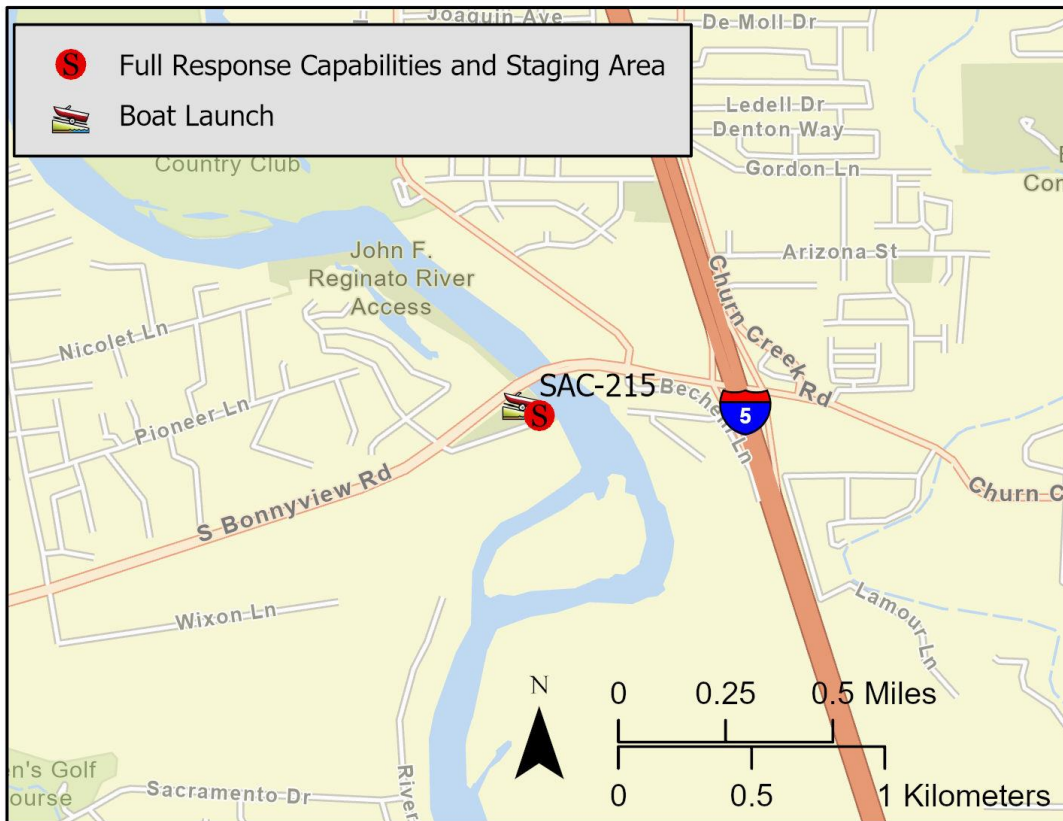 Joaquin Ave
De Moll Dr
S Full Response Capabilities and Staging Area
Boat Launch
Ledell Dr
Denton Way
Gordon Ln
Country Club
Con
John F.
Reginato River
Access
Arizona St
Churn Creek Rd
Nicolet Ln
Pioneer Ln
SAC-215
S
Bechelli Ln
5
S Bonnyview Rd
Churn C
Wixon Ln
Lamour Ln
N
0 0.25 0.5 Miles
0 0.5 1 Kilometers
en's Golf
ourse
Sacramento Dr
River